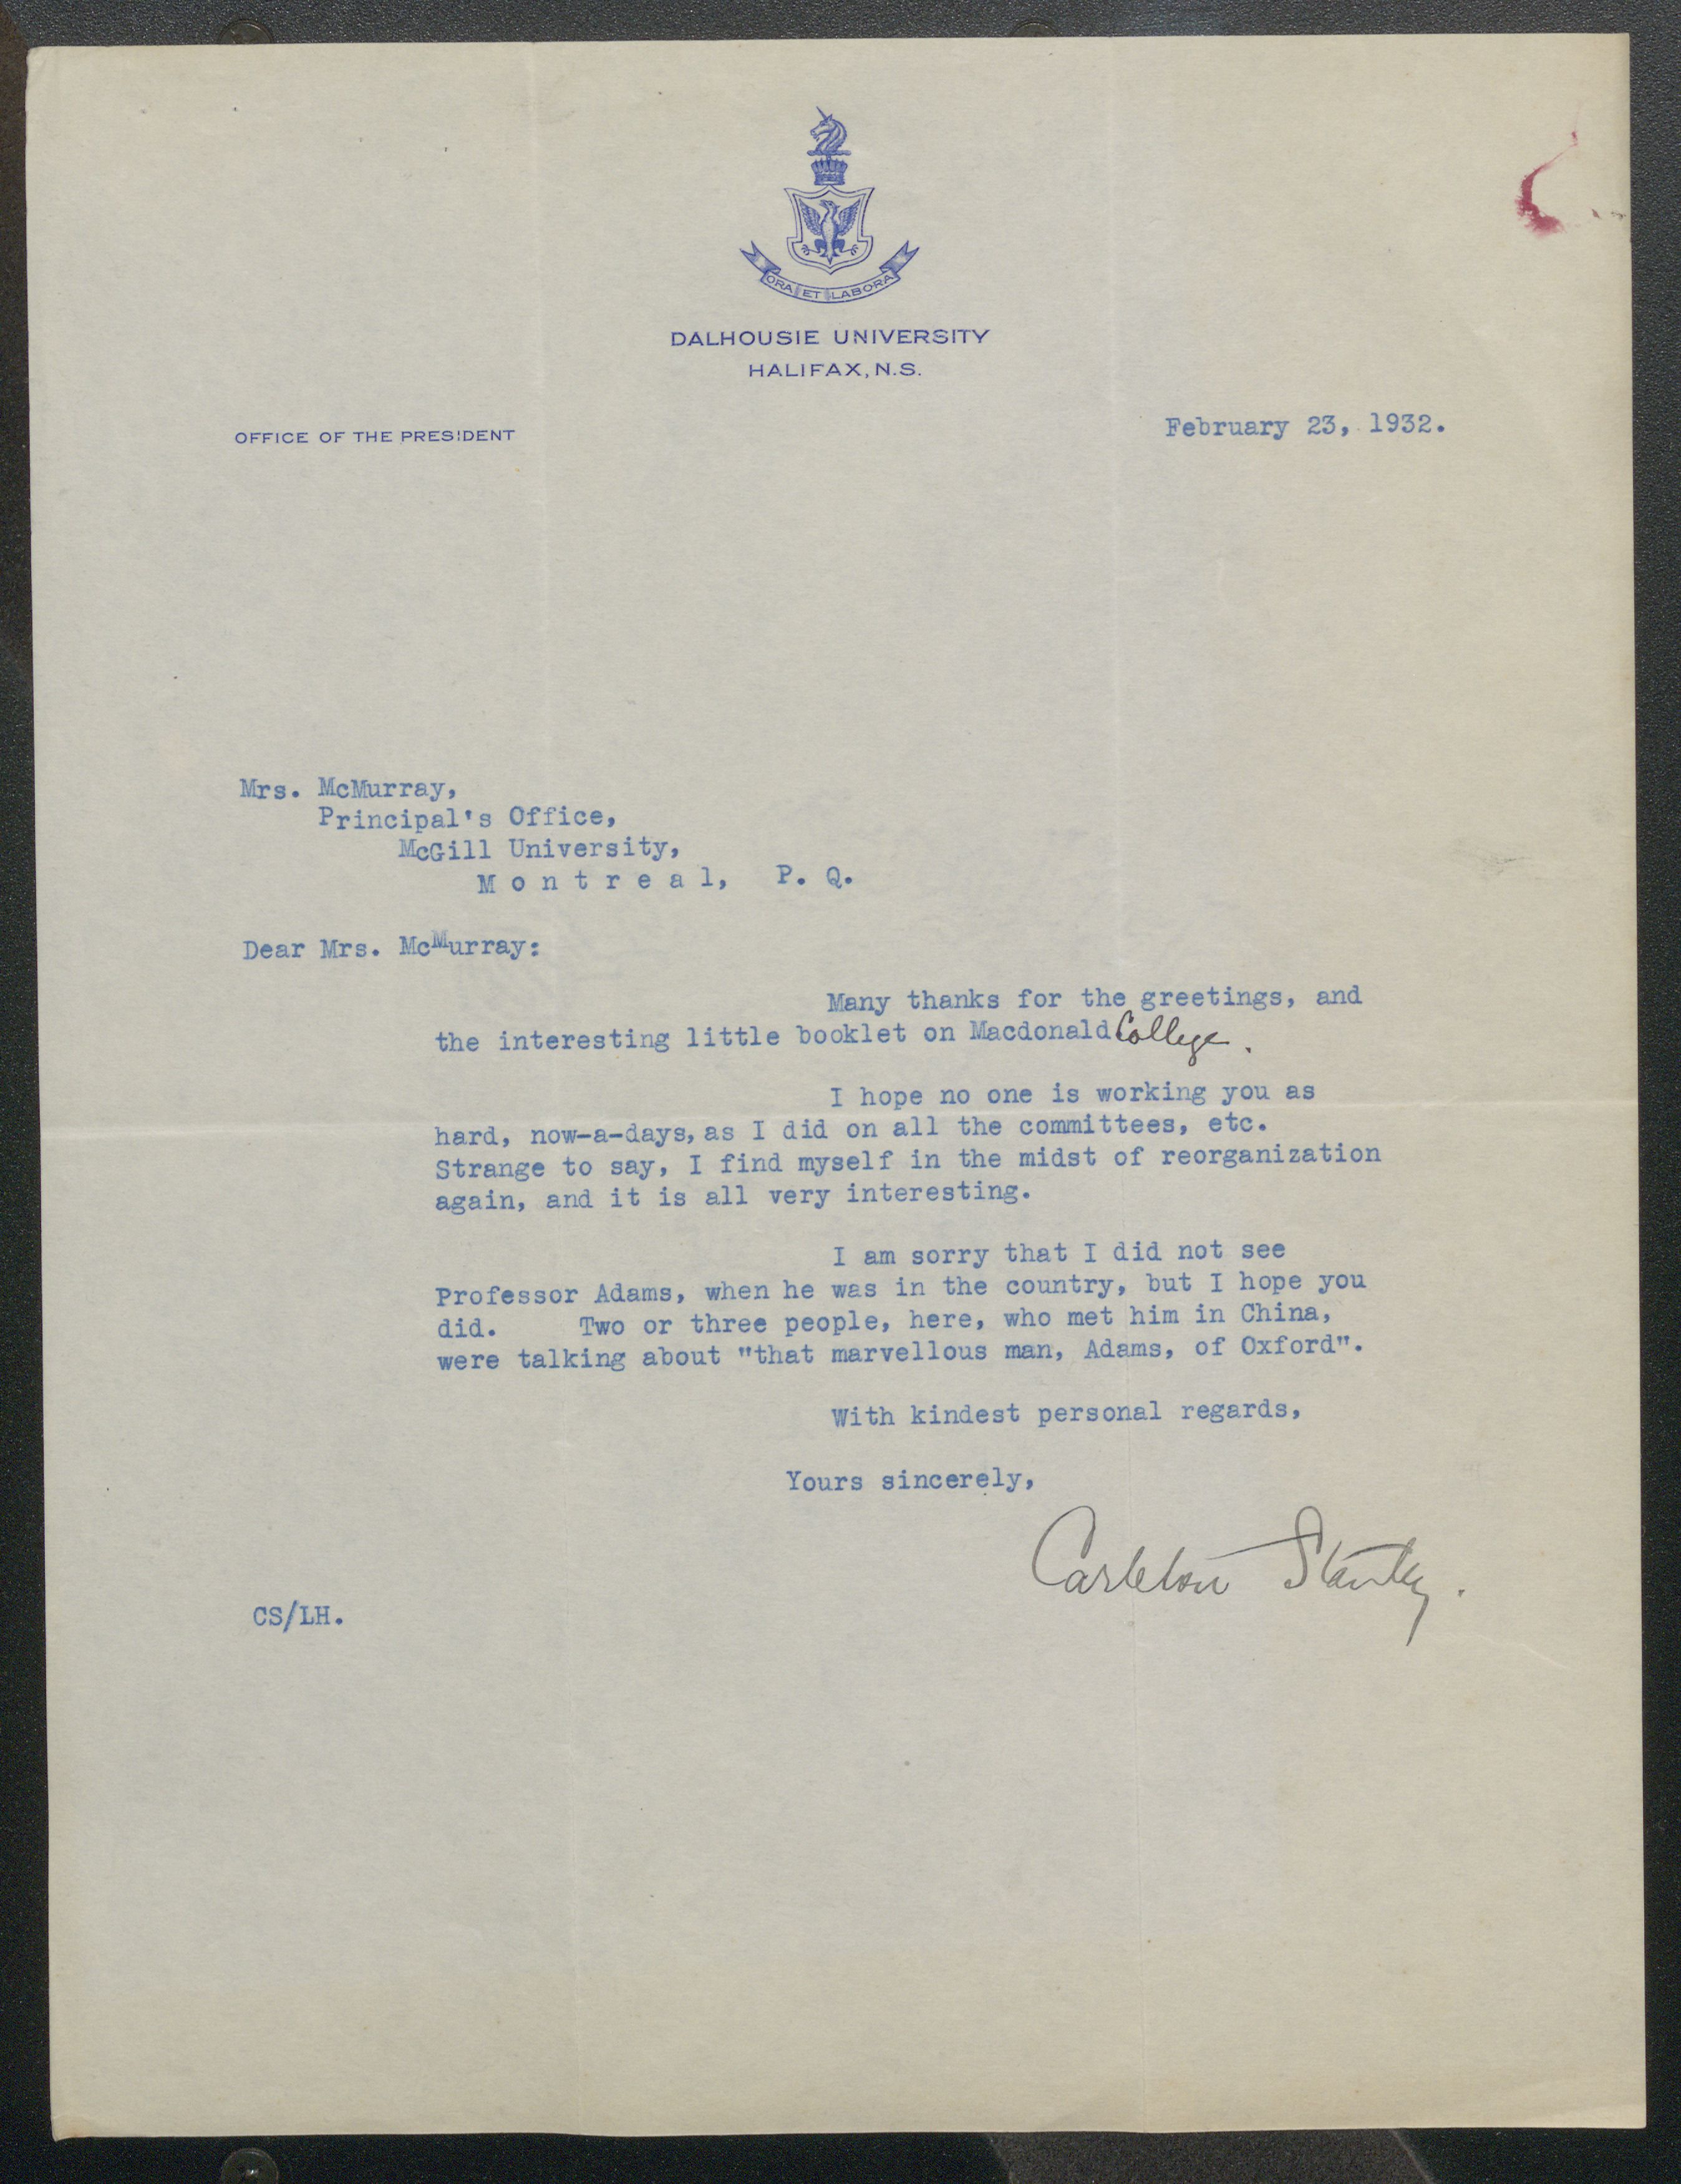 ORA ET LABORA
DALHOUSIE UNIVERSITY
HALIFAX, N.S.
OFFICE OF THE PRESIDENT
February 23, 1932.
Mrs. McMurray,
Principal's Office,
McGill University,
M o n t r e a l, P. Q.
Dear Mrs. McMurray:
Many thanks for the greetings, and
the interesting little booklet on Macdonald College.
I hope no one is working you as
hard, now-a-days, as I did on all the committees, etc.
Strange to say, I find myself in the midst of reorganization
again, and it is all very interesting.
I am sorry that I did not see
Professor Adams, when he was in the country, but I hope you
did. Two or three people, here, who met him in China,
were talking about "that marvellous man, Adams, of Oxford".
With kindest personal regards,
Yours sincerely,
Carleton Stanley.
CS/LH.